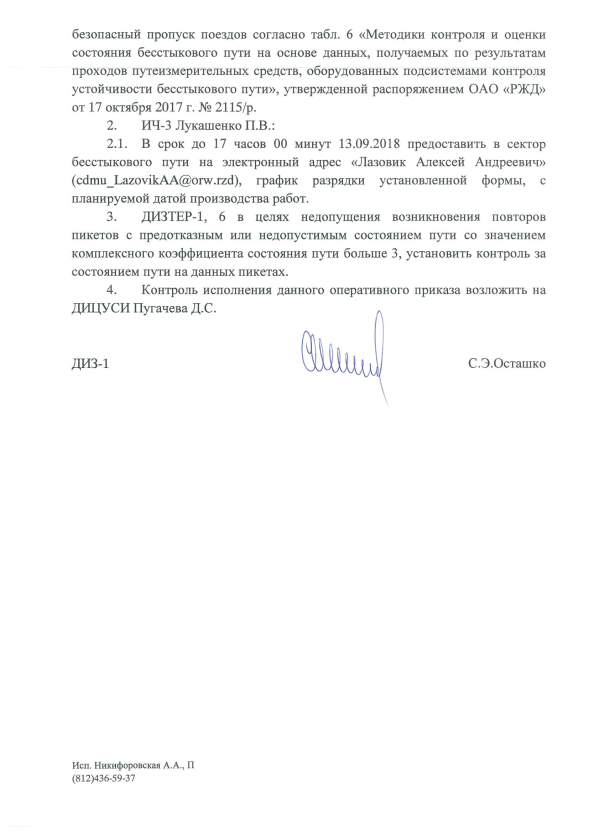 безопасный пропуск поездов согласно табл. 6 «Методики контроля и оценки
состояния бесстыкового пути на основе данных, получаемых по результатам
проходов путеизмерительных средств, оборудованных подсистемами контроля
устойчивости бесстыкового пути», утвержденной распоряжением ОАО «РЖД»
от 17 октября 2017 г. № 2115/р.
2. ИЧ-3 Лукашенко П.В.:
2.1. В срок до 17 часов 00 минут 13.09.2018 предоставить в сектор
бесстыкового пути на электронный адрес «Лазовик Алексей Андреевич»
(cdmu_LazovikAA@orw.rzd), график разрядки установленной формы, с
планируемой датой производства работ.
3. ДИЗТЕР-1, 6 в целях недопущения возникновения повторов
пикетов с предотказным или недопустимым состоянием пути со значением
комплексного коэффициента состояния пути больше 3, установить контроль за
состоянием пути на данных пикетах.
4. Контроль исполнения данного оперативного приказа возложить на
ДИЦУСИ Пугачева Д.С.
ДИЗ-1 С.Э.Осташко
Исп. Никифоровская А.А., П
(812)436-59-37